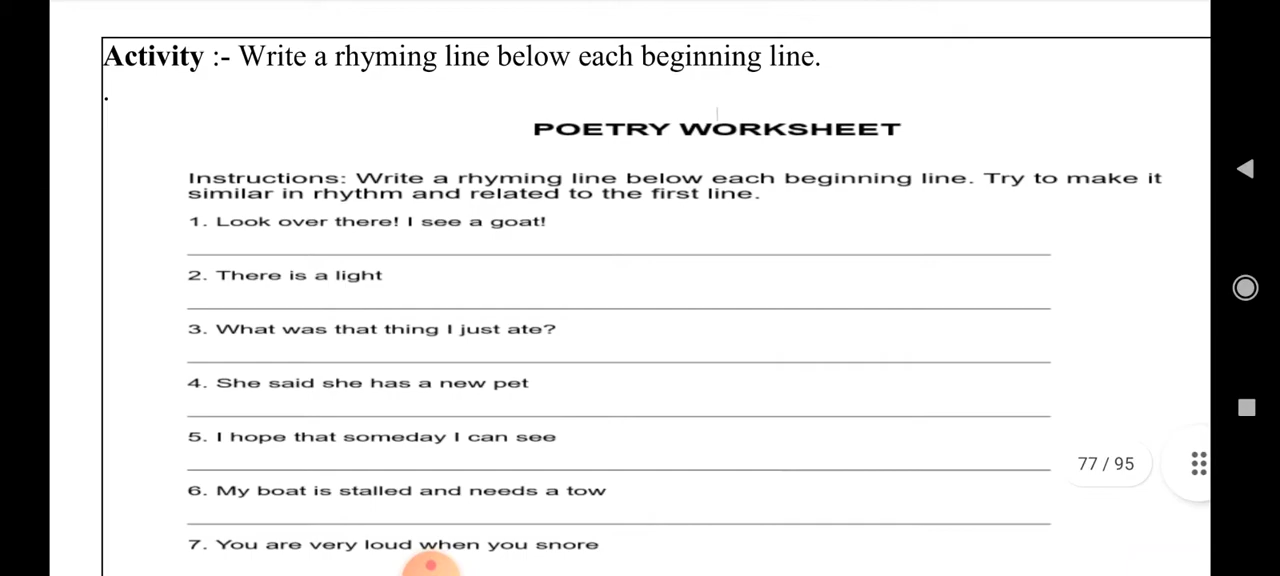 Activity :- Write a rhyming line below each beginning line.
.
POETRY WORKSHEET
Instructions: Write a rhyming line below each beginning line. Try to make it
similar in rhythm and related to the first line.
1. Look over there! I see a goat!
2. There is a light
3. What was that thing I just ate?
4. She said she has a new pet
5. I hope that someday I can see
77 / 95
6. My boat is stalled and needs a tow
7. You are very loud when you snore